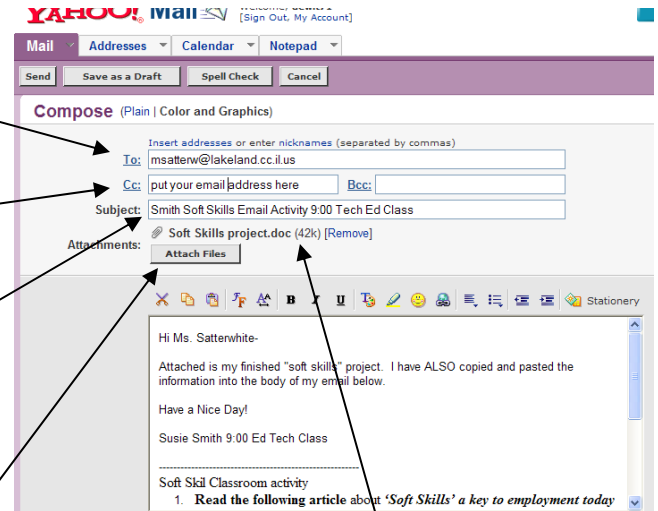 YAHOO! Mail
[Sign Out, My Account]
Mail Addresses Calendar Notepad
Send Save as a Draft Spell Check Cancel
Compose (Plain | Color and Graphics)
Insert addresses or enter nicknames (separated by commas)
To: msatterw@lakeland.cc.il.us
Cc: put your email address here Bcc:
Subject: Smith Soft Skills Email Activity 9:00 Tech Ed Class
Attachments: Soft Skills project.doc (42k) [Remove]
Attach Files
B I U Stationery
Hi Ms. Satterwhite-
Attached is my finished "soft skills" project. I have ALSO copied and pasted the
information into the body of my email below.
Have a Nice Day!
Susie Smith 9:00 Ed Tech Class
--------------------------------------------------
Soft Skil Classroom activity
1. Read the following article about 'Soft Skills' a key to employment today